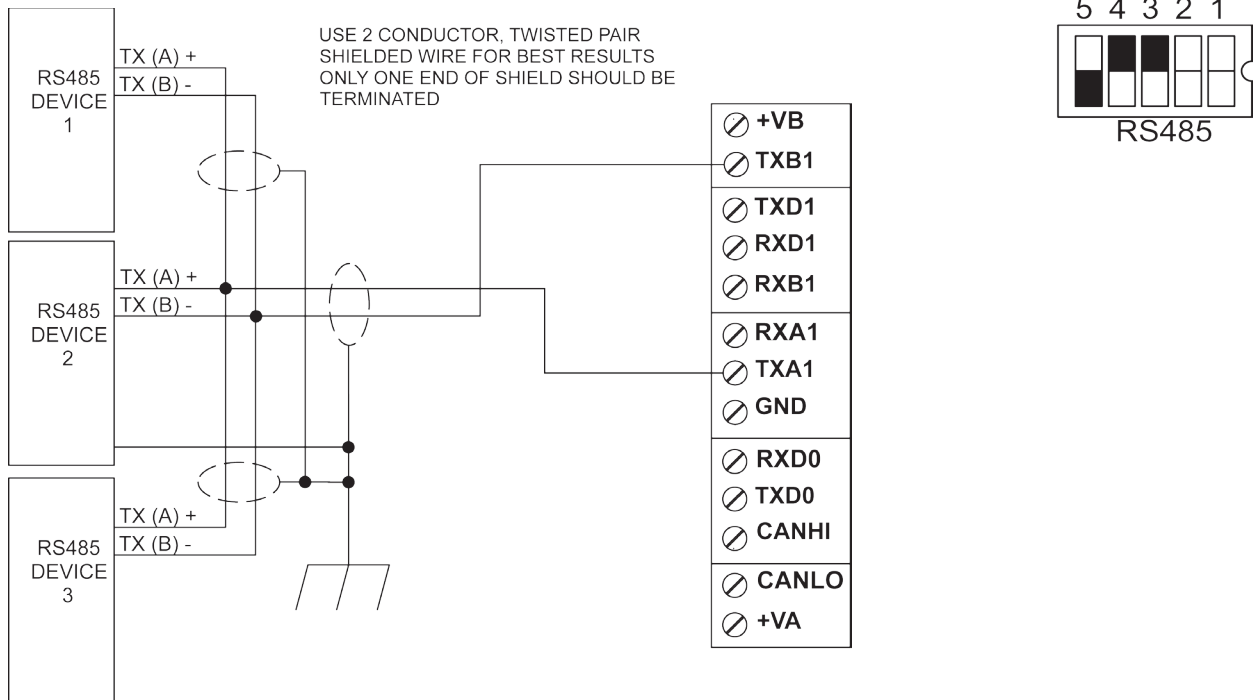 USE 2 CONDUCTOR, TWISTED PAIR
SHIELDED WIRE FOR BEST RESULTS
ONLY ONE END OF SHIELD SHOULD BE
TERMINATED
RS485
DEVICE
1
TX (A) +
TX (B) -
RS485
DEVICE
2
TX (A) +
TX (B) -
RS485
DEVICE
3
TX (A) +
TX (B) -
+VB
TXB1
TXD1
RXD1
RXB1
RXA1
TXA1
GND
RXD0
TXD0
CANHI
CANLO
+VA
5 4 3 2 1
RS485